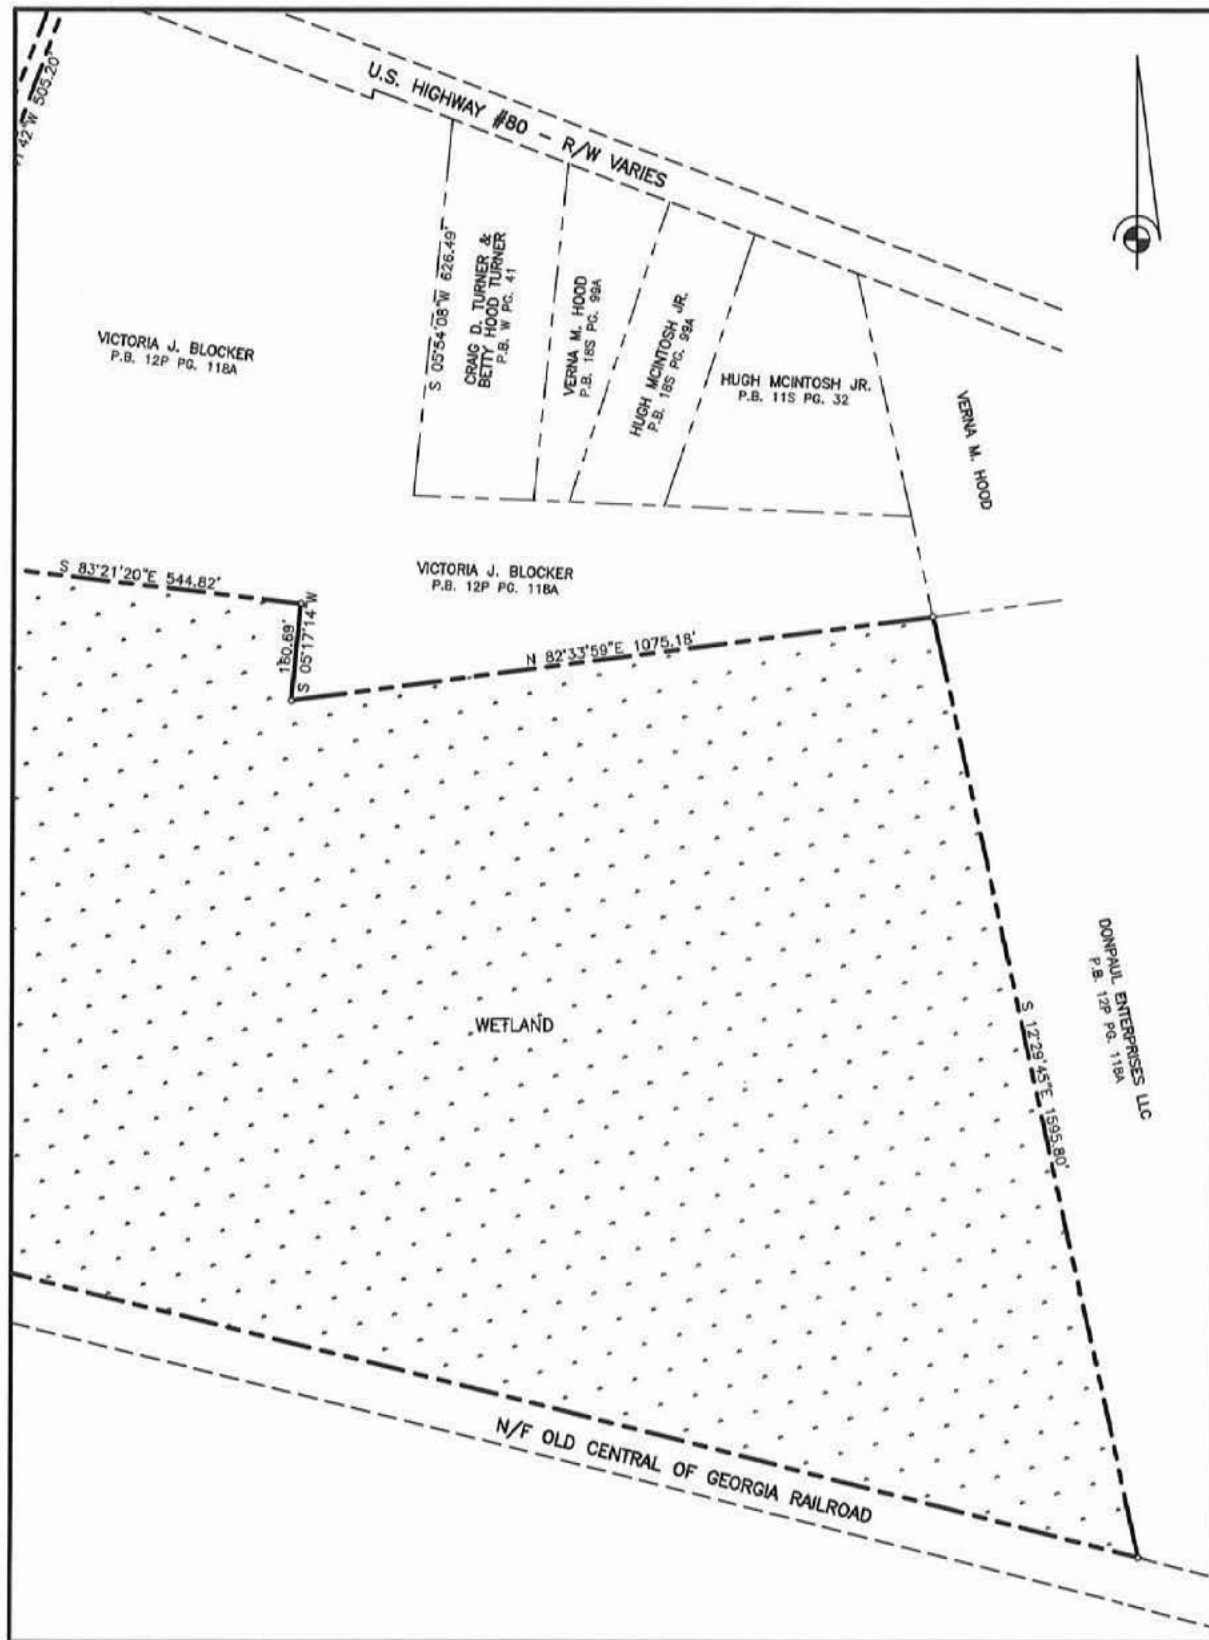 42"W 505.20'
U.S. HIGHWAY #80 - R/W VARIES
S 05°54'08"W 626.49'
CRAIG D. TURNER &
BETTY HOOD TURNER
P.B. W PG. 41
VERNA M. HOOD
P.B. 18S PG. 99A
HUGH MCINTOSH JR.
P.B. 18S PG. 99A
HUGH MCINTOSH JR.
P.B. 11S PG. 32
VERNA M. HOOD
VICTORIA J. BLOCKER
P.B. 12P PG. 118A
VICTORIA J. BLOCKER
P.B. 12P PG. 118A
S 83°21'20"E 544.82'
160.69'
S 05°17'14"W
N 82°33'59"E 1075.18'
WETLAND
S 12°29'45"E 1595.80'
DONPAUL ENTERPRISES LLC
P.B. 12P PG. 118A
N/F OLD CENTRAL OF GEORGIA RAILROAD